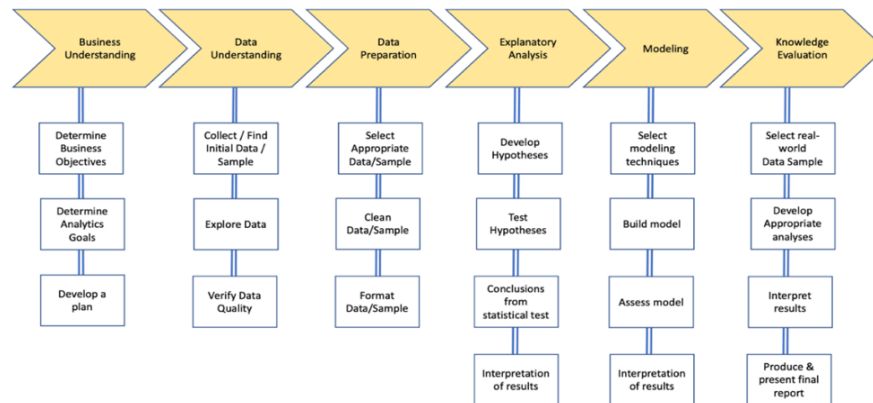 Business
Understanding
Data
Understanding
Data
Preparation
Explanatory
Analysis
Modeling
Knowledge
Evaluation
Determine
Business
Objectives
Collect / Find
Initial Data /
Sample
Select
Appropriate
Data/Sample
Develop
Hypotheses
Select
modeling
techniques
Select real-
world
Data Sample
Determine
Analytics
Goals
Explore Data
Clean
Data/Sample
Test
Hypotheses
Build model
Develop
Appropriate
analyses
Develop a
plan
Verify Data
Quality
Format
Data/Sample
Conclusions
from
statistical test
Assess model
Interpret
results
Interpretation
of results
Interpretation
of results
Produce &
present final
report